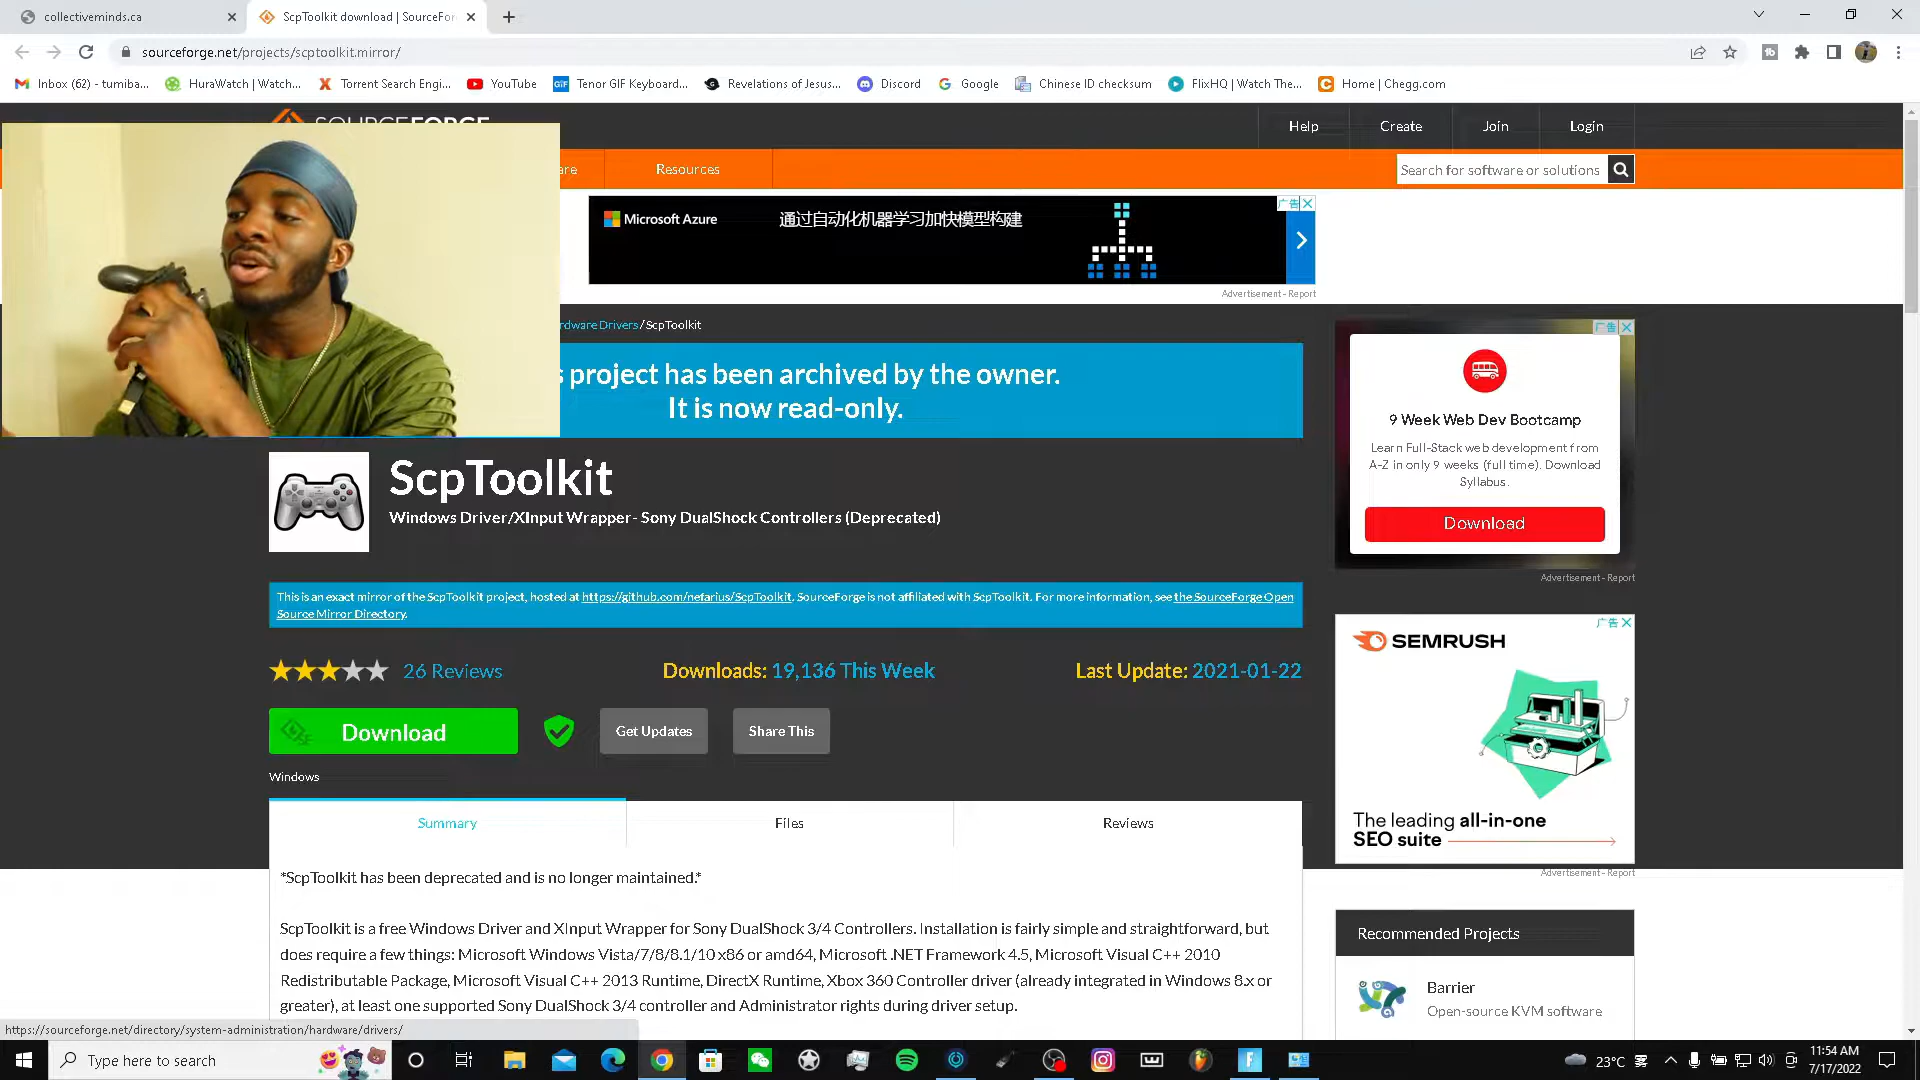 collectiveminds.ca
ScpToolkit download | SourceFor
sourceforge.net/projects/scptoolkit.mirror/
Inbox (62) - tumiba...
HuraWatch | Watch...
Torrent Search Engi...
YouTube
GIF
Tenor GIF Keyboard...
Revelations of Jesus...
Discord
Google
Chinese ID checksum
FlixHQ | Watch The...
Home | Chegg.com
SOURCEFORGE
Help
Create
Join
Login
are
Resources
Search for software or solutions
Microsoft Azure
通过自动化机器学习加快模型构建
广告
Advertisement - Report
rdware Drivers / ScpToolkit
s project has been archived by the owner.
It is now read-only.
ScpToolkit
Windows Driver/XInput Wrapper- Sony DualShock Controllers (Deprecated)
This is an exact mirror of the ScpToolkit project, hosted at https://github.com/nefarius/ScpToolkit. SourceForge is not affiliated with ScpToolkit. For more information, see the SourceForge Open
Source Mirror Directory.
26 Reviews
Downloads: 19,136 This Week
Last Update: 2021-01-22
Download
Get Updates
Share This
Windows
Summary
Files
Reviews
*ScpToolkit has been deprecated and is no longer maintained.*
ScpToolkit is a free Windows Driver and XInput Wrapper for Sony DualShock 3/4 Controllers. Installation is fairly simple and straightforward, but
does require a few things: Microsoft Windows Vista/7/8/8.1/10 x86 or amd64, Microsoft .NET Framework 4.5, Microsoft Visual C++ 2010
Redistributable Package, Microsoft Visual C++ 2013 Runtime, DirectX Runtime, Xbox 360 Controller driver (already integrated in Windows 8.x or
greater), at least one supported Sony DualShock 3/4 controller and Administrator rights during driver setup.
广告
9 Week Web Dev Bootcamp
Learn Full-Stack web development from
A-Z in only 9 weeks (full time). Download
Syllabus.
Download
Advertisement - Report
广告
SEMRUSH
The leading all-in-one
SEO suite
Advertisement - Report
Recommended Projects
Barrier
Open-source KVM software
https://sourceforge.net/directory/system-administration/hardware/drivers/
Type here to search
23°C
11:54 AM
7/17/2022